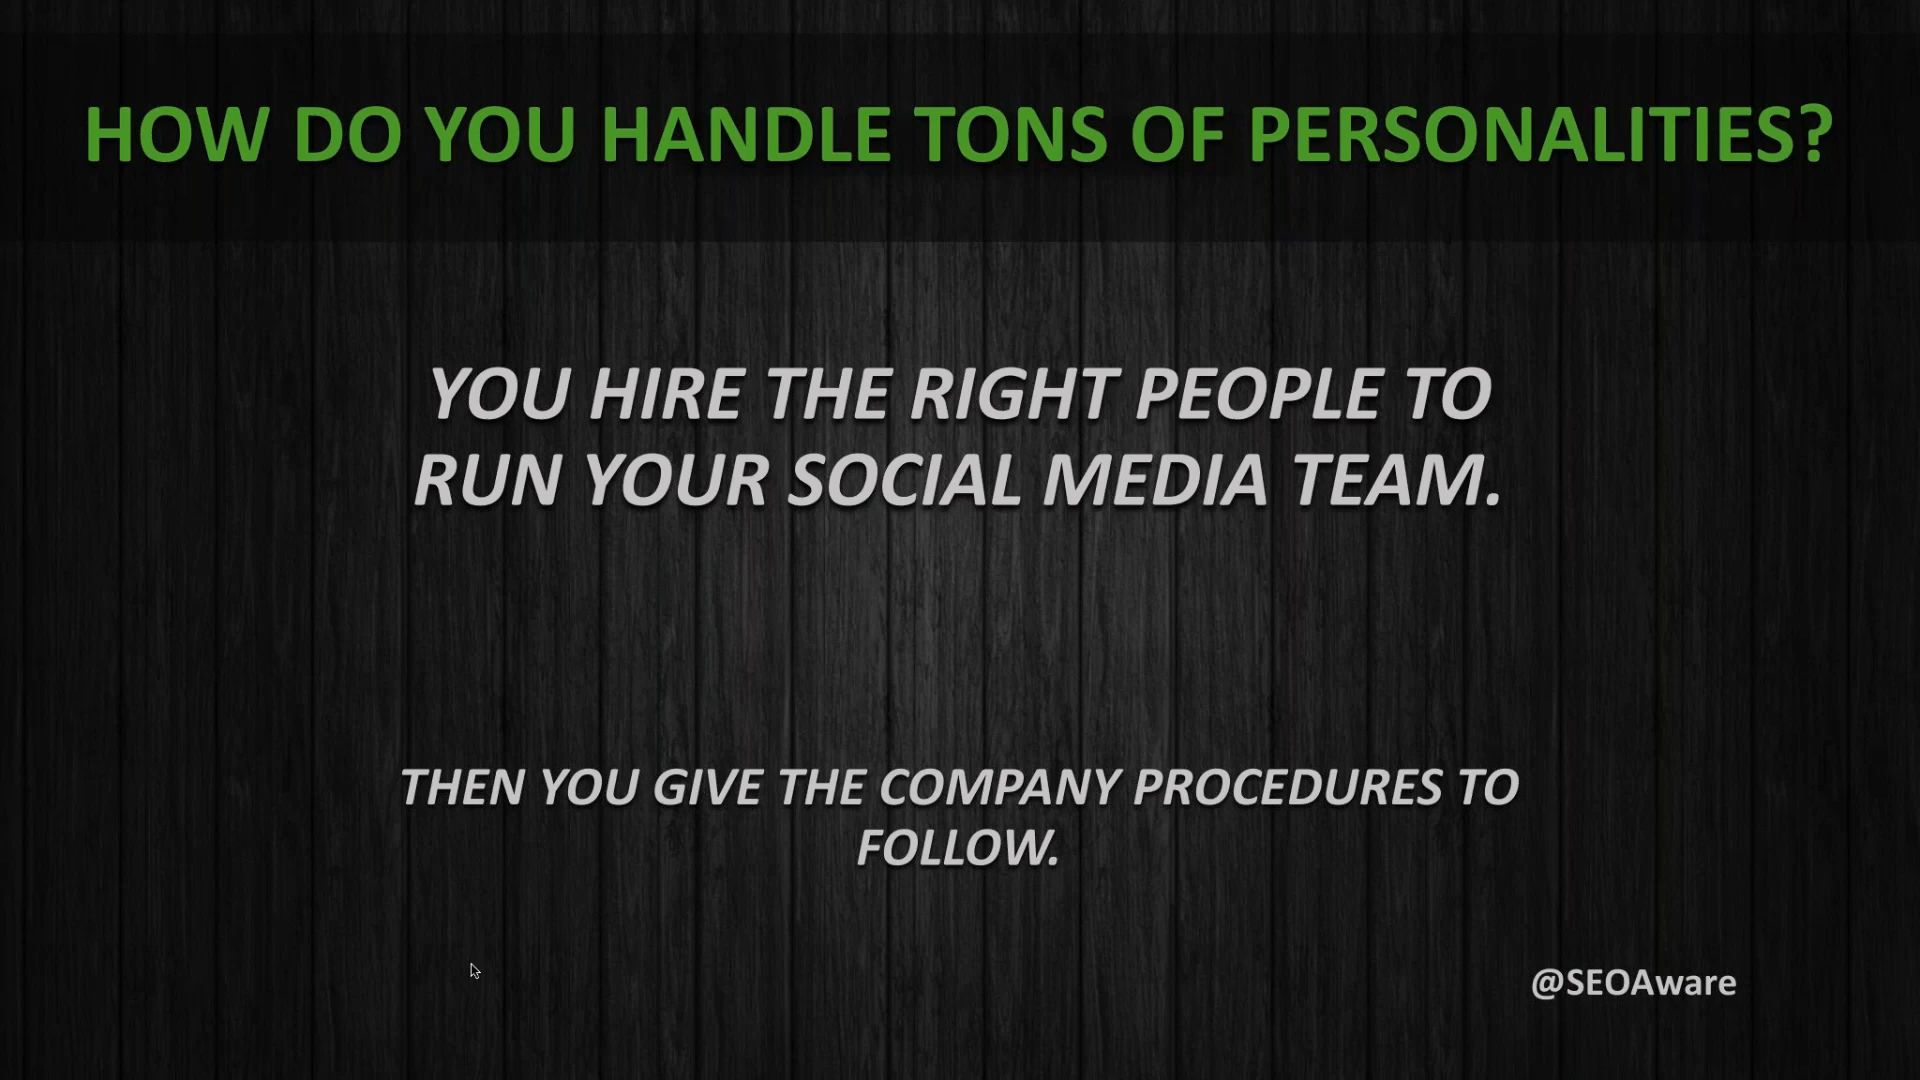 HOW DO YOU HANDLE TONS OF PERSONALITIES?
YOU HIRE THE RIGHT PEOPLE TO
RUN YOUR SOCIAL MEDIA TEAM.
THEN YOU GIVE THE COMPANY PROCEDURES TO
FOLLOW.
@SEOAware